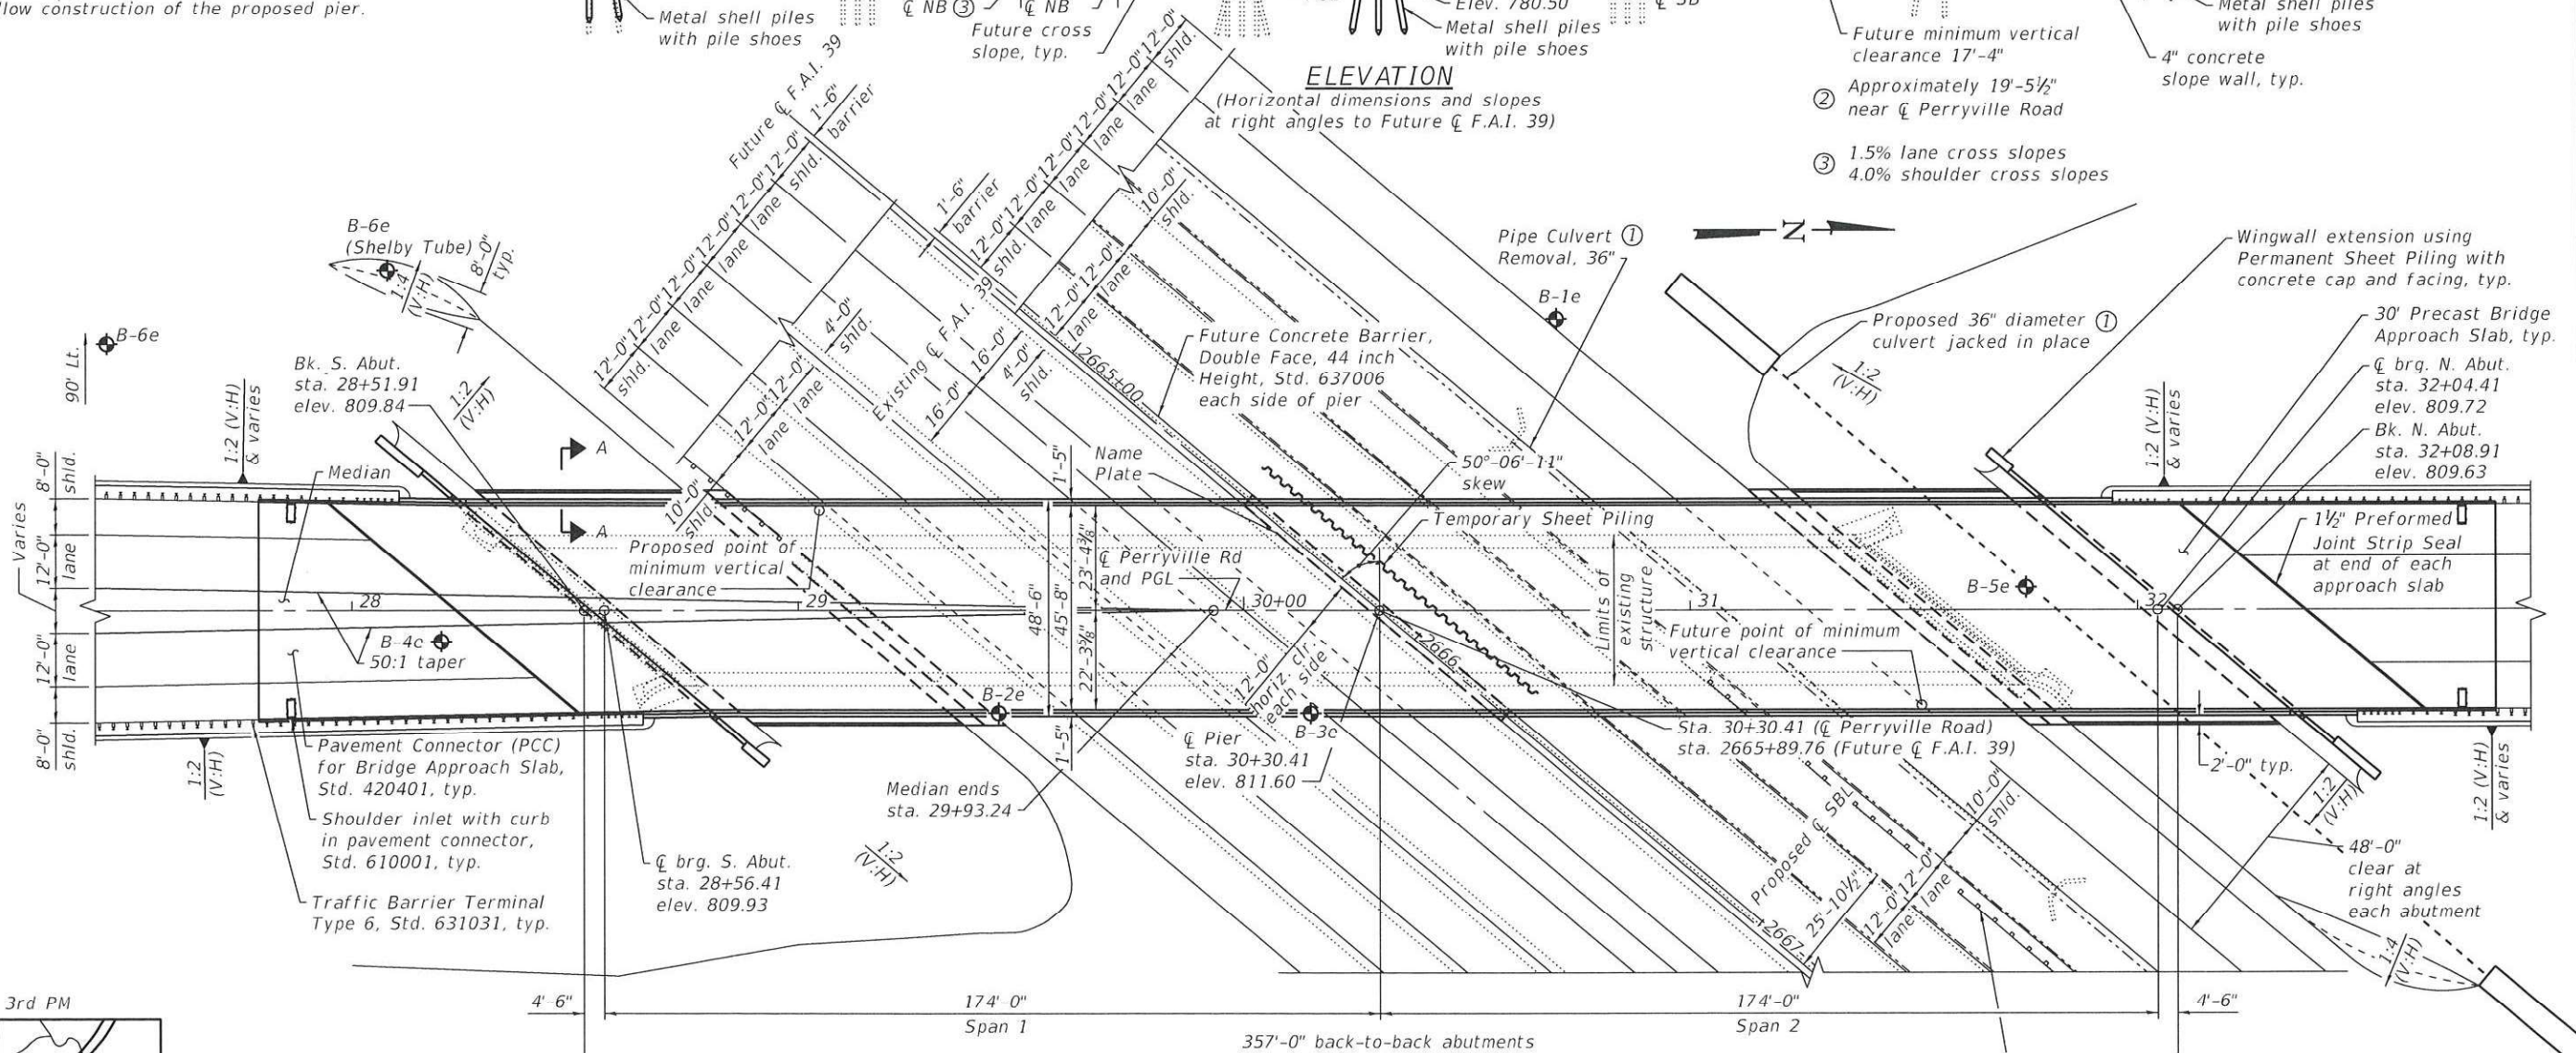 llow construction of the proposed pier.
Metal shell piles
with pile shoes
℄ NB ③
℄ NB
Future cross
slope, typ.
Elev. 780.50
Metal shell piles
with pile shoes
℄ SB
Future minimum vertical
clearance 17'-4"
② Approximately 19'-5½"
near ℄ Perryville Road
③ 1.5% lane cross slopes
4.0% shoulder cross slopes
Metal shell piles
with pile shoes
4" concrete
slope wall, typ.
ELEVATION
(Horizontal dimensions and slopes
at right angles to Future ℄ F.A.I. 39)
Future ℄ F.A.I. 39
1'-6"
barrier
12'-0" 12'-0" 12'-0" 12'-0" 12'-0" 12'-0"
shld. lane lane lane lane shld.
1'-6"
barrier
12'-0" 12'-0" 12'-0" 12'-0" 12'-0" 12'-0"
shld. lane lane lane lane shld.
10'-0"
shld.
12'-0" 12'-0"
lane lane
4'-0"
shld.
Existing ℄ F.A.I. 39
16'-0" 16'-0"
4'-0"
shld.
12'-0" 12'-0"
lane lane
10'-0"
shld.
2665+00
B-6e
(Shelby Tube)
8'-0"
typ.
1:4
(V:H)
B-6e
90' Lt.
Bk. S. Abut.
sta. 28+51.91
elev. 809.84
1:2
(V:H)
1:2 (V:H)
& varies
Median
A
A
N
Pipe Culvert ①
Removal, 36"
B-1e
Proposed 36" diameter ①
culvert jacked in place
1:2
(V:H)
Wingwall extension using
Permanent Sheet Piling with
concrete cap and facing, typ.
30' Precast Bridge
Approach Slab, typ.
℄ brg. N. Abut.
sta. 32+04.41
elev. 809.72
Bk. N. Abut.
sta. 32+08.91
elev. 809.63
1:2 (V:H)
& varies
Future Concrete Barrier,
Double Face, 44 inch
Height, Std. 637006
each side of pier
Name
Plate
50°-06'-11"
skew
Temporary Sheet Piling
1½" Preformed
Joint Strip Seal
at end of each
approach slab
Varies
8'-0"
shld.
12'-0"
lane
12'-0"
lane
8'-0"
shld.
28
29
30+00
31
32
Proposed point of
minimum vertical
clearance
1'-5"
48'-6"
45'-8"
23'-4⅜"
22'-3⅝"
1'-5"
℄ Perryville Rd
and PGL
Limits of
existing
structure
B-5e
B-4c
50:1 taper
B-2e
12'-0"
horiz. clr
each side
2666
Future point of minimum
vertical clearance
B-3c
Pavement Connector (PCC)
for Bridge Approach Slab,
Std. 420401, typ.
1:2
(V:H)
Shoulder inlet with curb
in pavement connector,
Std. 610001, typ.
Traffic Barrier Terminal
Type 6, Std. 631031, typ.
℄ brg. S. Abut.
sta. 28+56.41
elev. 809.93
1:2
(V:H)
Median ends
sta. 29+93.24
℄ Pier
sta. 30+30.41
elev. 811.60
Sta. 30+30.41 (℄ Perryville Road)
sta. 2665+89.76 (Future ℄ F.A.I. 39)
Proposed ℄ SBL
2667
25'-10½"
12'-0" 12'-0"
lane lane
10'-0"
shld.
2'-0" typ.
1:2
(V:H)
1:2 (V:H)
& varies
48'-0"
clear at
right angles
each abutment
1:4
(V:H)
3rd PM
4'-6"
174'-0"
Span 1
174'-0"
Span 2
4'-6"
357'-0" back-to-back abutments